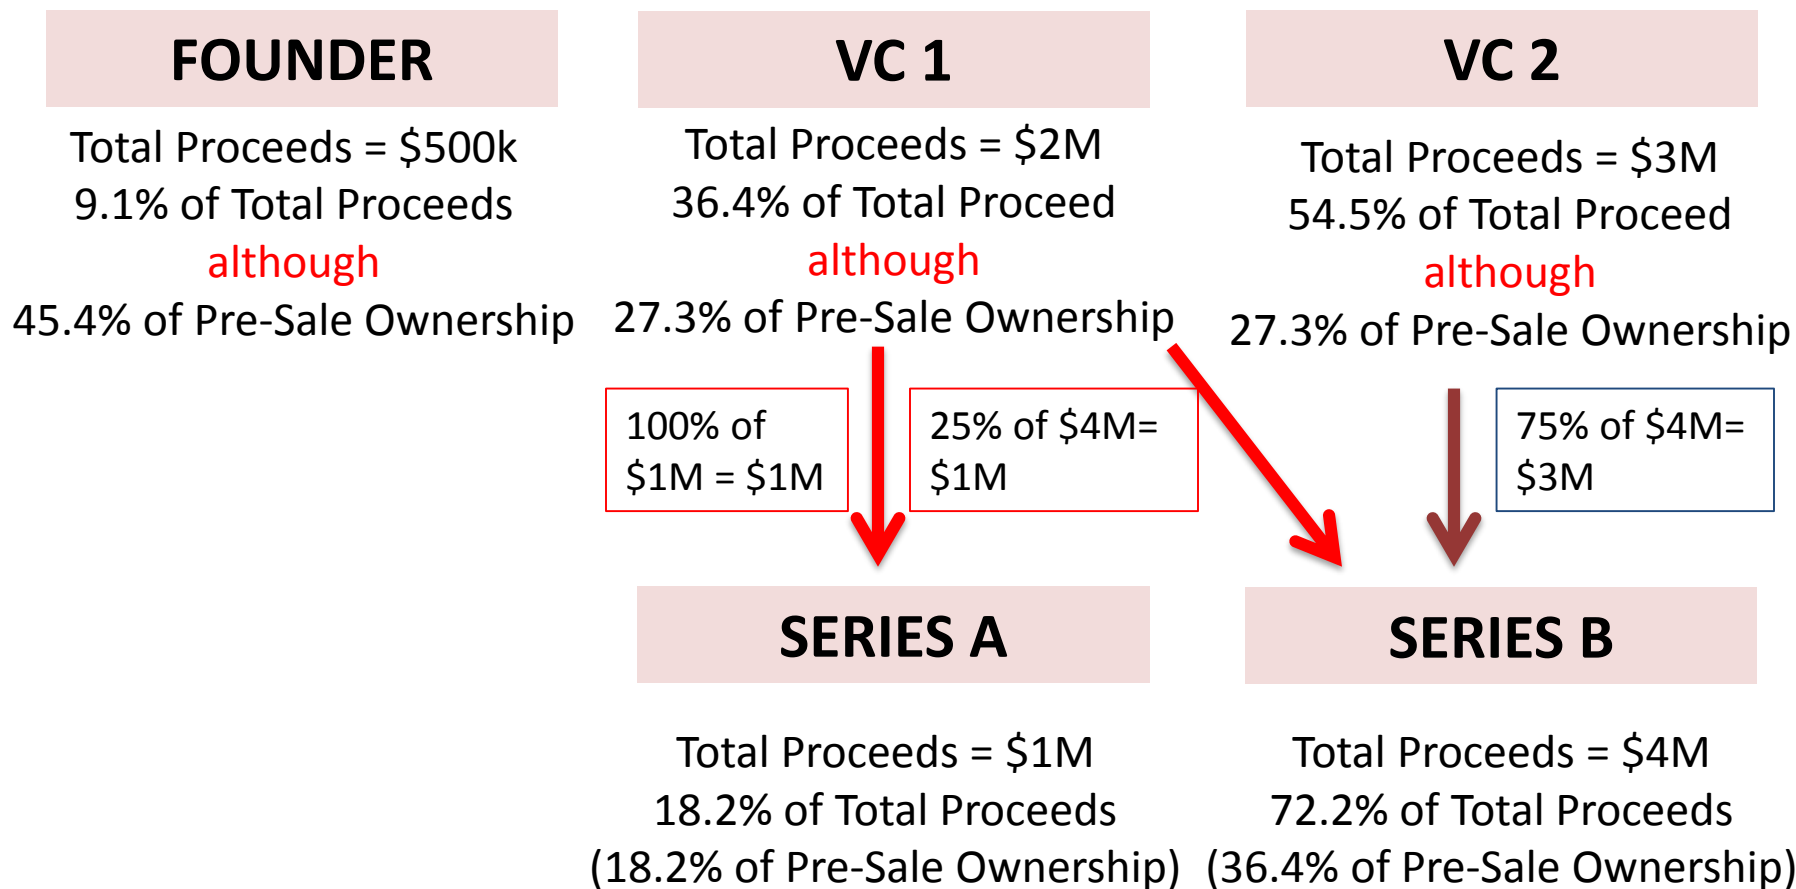 FOUNDER
Total Proceeds = $500k
9.1% of Total Proceeds
although
45.4% of Pre-Sale Ownership
VC 1
Total Proceeds = $2M
36.4% of Total Proceed
although
27.3% of Pre-Sale Ownership
VC 2
Total Proceeds = $3M
54.5% of Total Proceed
although
27.3% of Pre-Sale Ownership
100% of
$1M = $1M
25% of $4M=
$1M
75% of $4M=
$3M
SERIES A
Total Proceeds = $1M
18.2% of Total Proceeds
(18.2% of Pre-Sale Ownership)
SERIES B
Total Proceeds = $4M
72.2% of Total Proceeds
(36.4% of Pre-Sale Ownership)